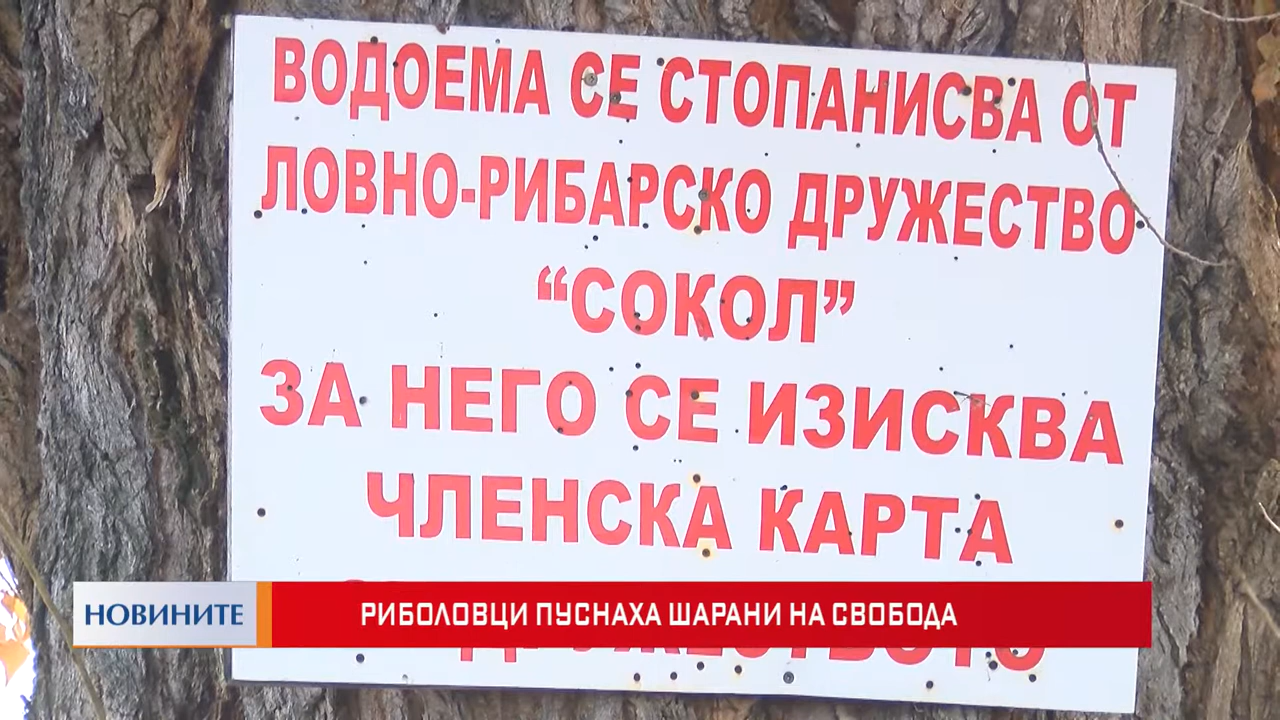 ВОДОЕМА СЕ СТОПАНИСВА ОТ
ЛОВНО-РИБАРСКО ДРУЖЕСТВО
“СОКОЛ”
ЗА НЕГО СЕ ИЗИСКВА
ЧЛЕНСКА КАРТА
НОВИНИТЕ
РИБОЛОВЦИ ПУСНАХА ШАРАНИ НА СВОБОДА